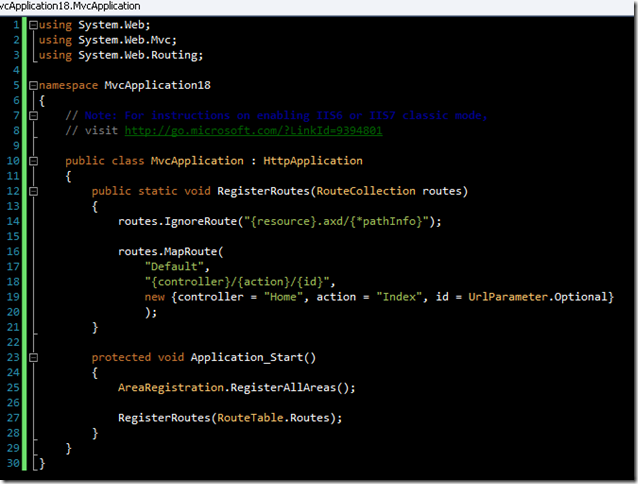 vcApplication18.MvcApplication
1 using System.Web;
2 using System.Web.Mvc;
3 using System.Web.Routing;
4
5 namespace MvcApplication18
6 {
7     // Note: For instructions on enabling IIS6 or IIS7 classic mode,
8     // visit http://go.microsoft.com/?LinkId=9394801
9
10     public class MvcApplication : HttpApplication
11     {
12         public static void RegisterRoutes(RouteCollection routes)
13         {
14             routes.IgnoreRoute("{resource}.axd/{*pathInfo}");
15
16             routes.MapRoute(
17                 "Default",
18                 "{controller}/{action}/{id}",
19                 new {controller = "Home", action = "Index", id = UrlParameter.Optional}
20                 );
21         }
22
23         protected void Application_Start()
24         {
25             AreaRegistration.RegisterAllAreas();
26
27             RegisterRoutes(RouteTable.Routes);
28         }
29     }
30 }